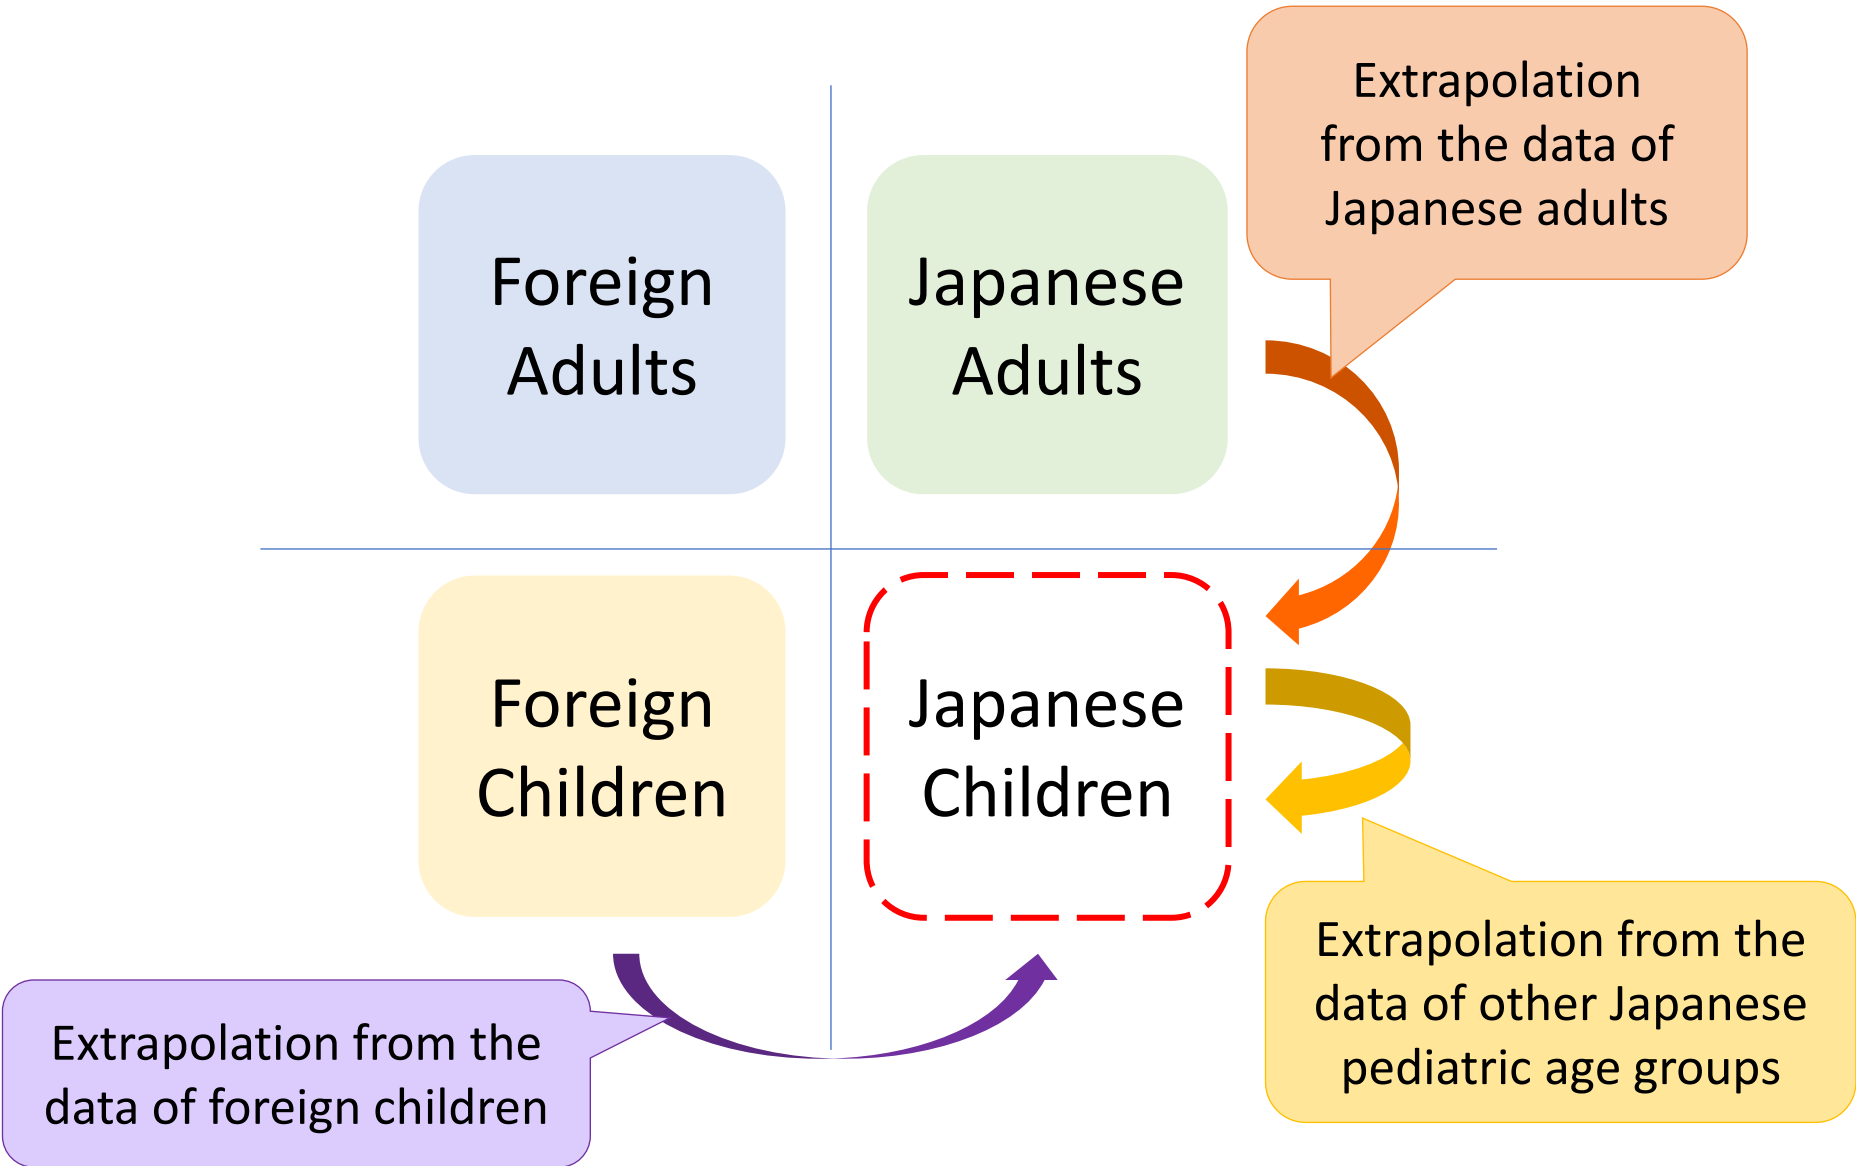 Extrapolation
from the data of
Japanese adults
Foreign
Adults
Japanese
Adults
Foreign
Children
Japanese
Children
Extrapolation from the
data of other Japanese
pediatric age groups
Extrapolation from the
data of foreign children